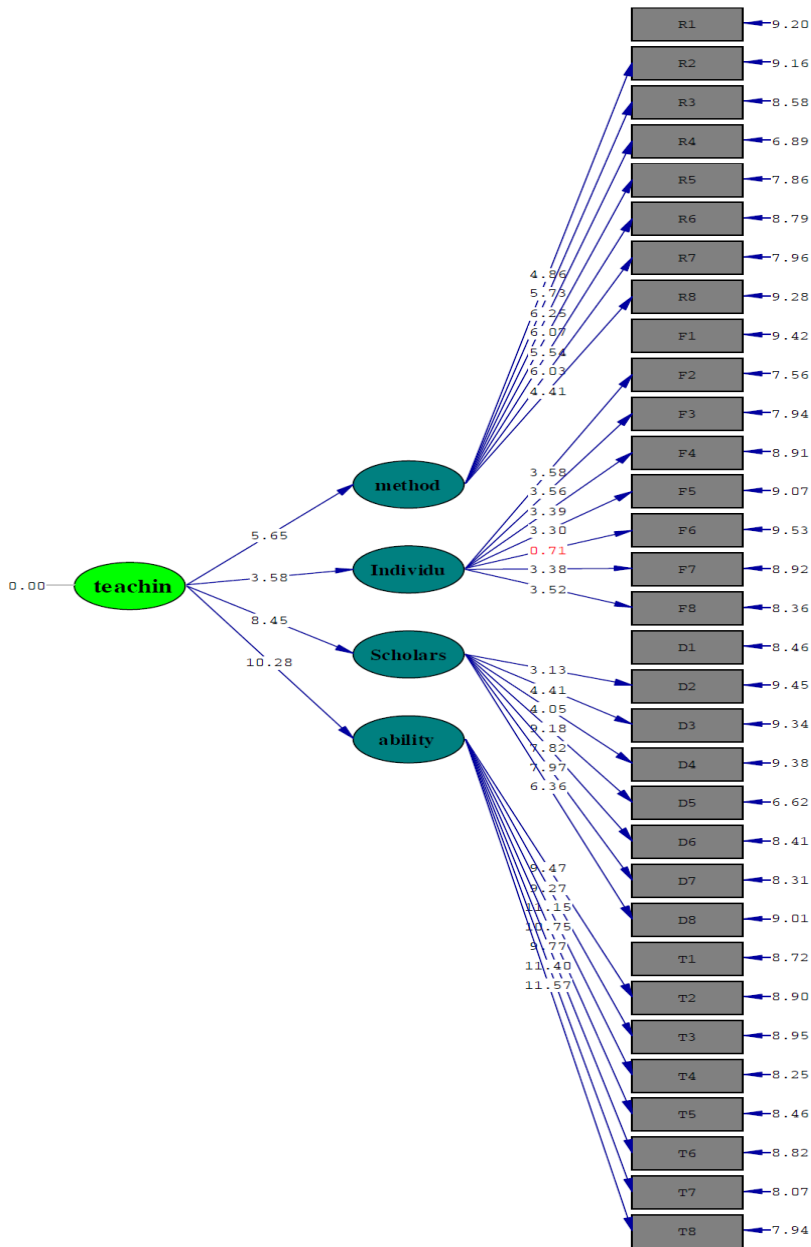 R1 9.20
R2 9.16
R3 8.58
R4 6.89
R5 7.86
R6 8.79
R7 7.96
4.86
R8 9.28
5.73
6.25
6.07
F1 9.42
5.54
6.03
F2 7.56
4.41
F3 7.94
F4 8.91
3.58
method
3.56
F5 9.07
3.39
5.65
3.30
F6 9.53
0.71
3.58
Individu
3.38
F7 8.92
0.00
teachin
3.52
F8 8.36
8.45
D1 8.46
Scholars
10.28
3.13
D2 9.45
4.41
4.05
D3 9.34
9.18
ability
7.82
D4 9.38
7.97
6.36
D5 6.62
D6 8.41
9.47
D7 8.31
9.27
11.15
D8 9.01
10.75
9.77
T1 8.72
11.40
11.57
T2 8.90
T3 8.95
T4 8.25
T5 8.46
T6 8.82
T7 8.07
T8 7.94